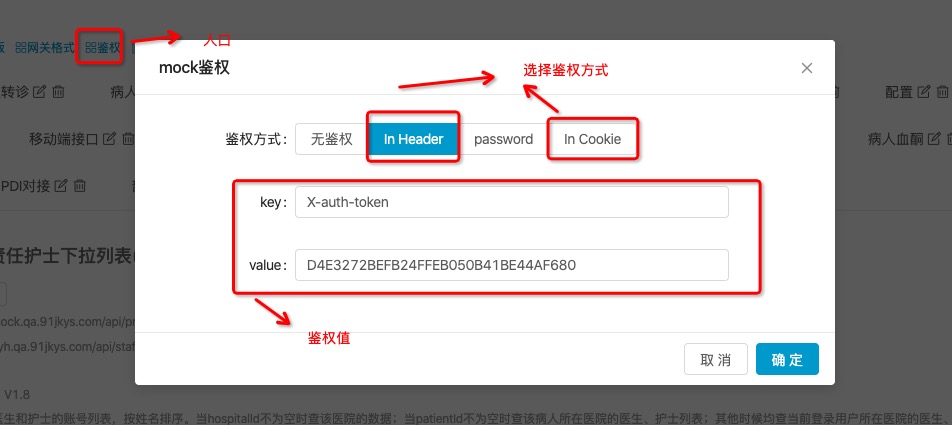 版 网关格式 鉴权 入口
mock鉴权
选择鉴权方式
转诊 病人 配置
移动端接口 病人血酮
PDI对接
鉴权方式: 无鉴权 In Header password In Cookie
key: X-auth-token
value: D4E3272BEFB24FFEB050B41BE44AF680
责任护士下拉列表
鉴权值
ock.qa.91jkys.com/api/pr
yh.qa.91jkys.com/api/staf
取 消 确 定
V1.8
医生和护士的账号列表，按姓名排序。当hospitalId不为空时查该医院的数据；当patientId不为空时查该病人所在医院的医生、护士列表；其他时候均查当前登录用户所在医院的医生、